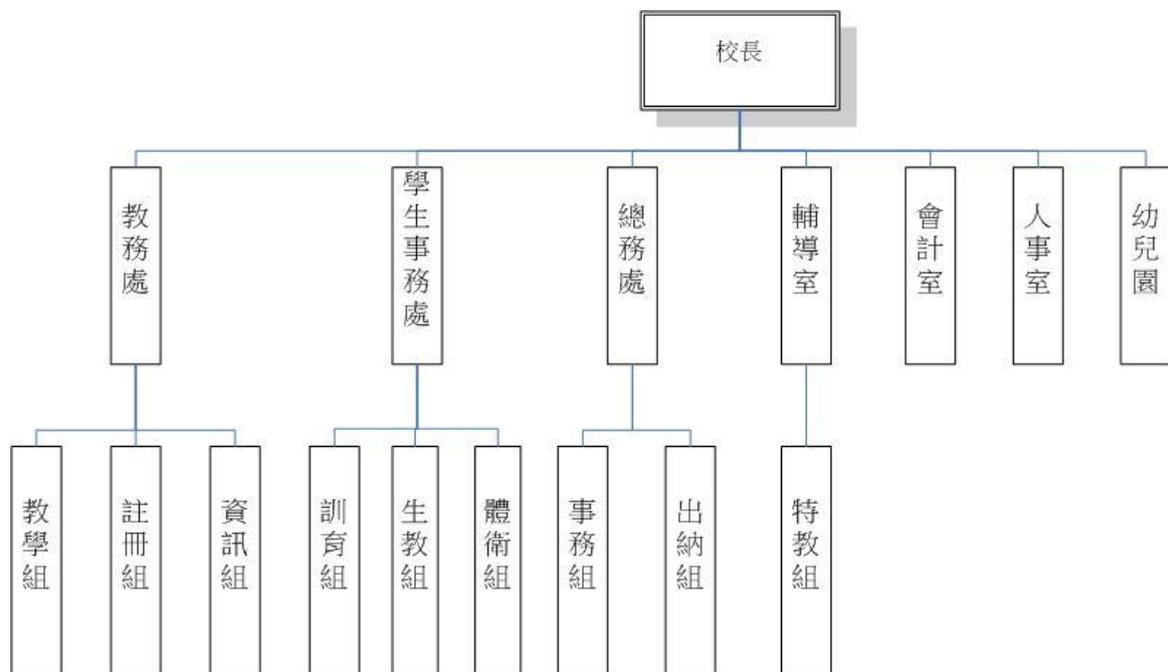 校長
教務處
學生事務處
總務處
輔導室
會計室
人事室
幼兒園
教學組
註冊組
資訊組
訓育組
生教組
體衛組
事務組
出納組
特教組